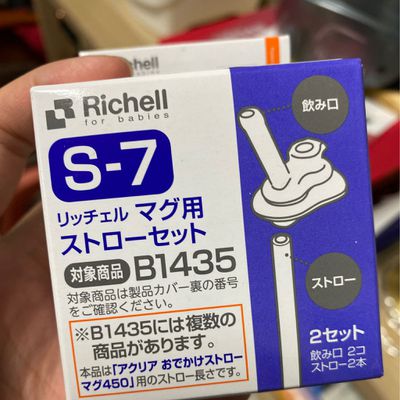 Richell
for babies
S-7
リッチェル マグ用
ストローセット
対象商品 B1435
対象商品は製品カバー裏の番号
をご確認ください。
※B1435には複数の
商品があります。
本品は「アクリア おでかけストロー
マグ450」用のストロー長さです。
飲み口
ストロー
2セット
飲み口 2コ
ストロー2本